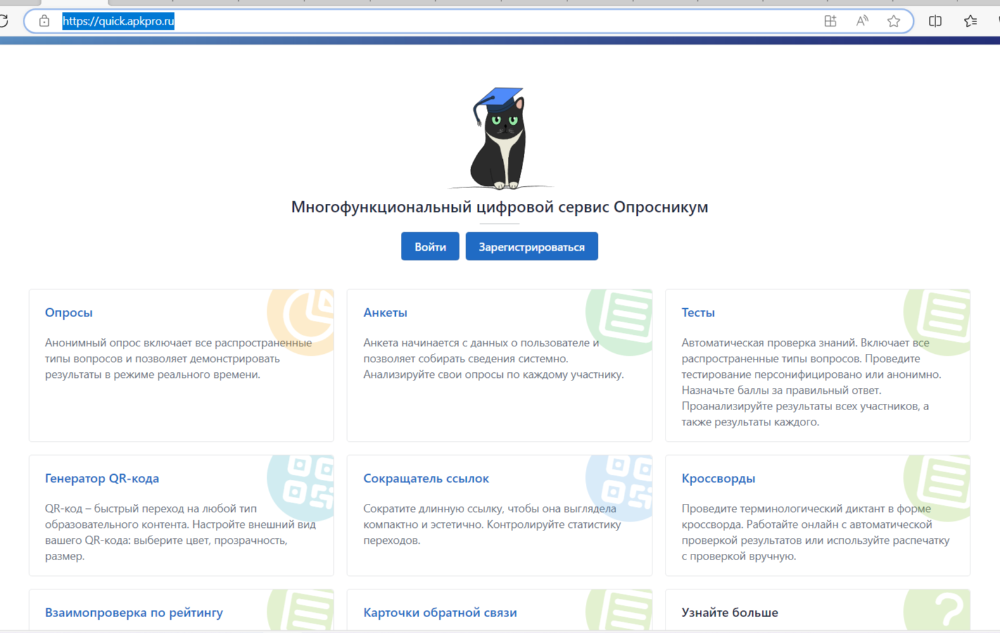 https://quick.apkpro.ru
Многофункциональный цифровой сервис Опросникум
Войти
Зарегистрироваться
Опросы
Анонимный опрос включает все распространенные
типы вопросов и позволяет демонстрировать
результаты в режиме реального времени.
Анкеты
Анкета начинается с данных о пользователе и
позволяет собирать сведения системно.
Анализируйте свои опросы по каждому участнику.
Тесты
Автоматическая проверка знаний. Включает все
распространенные типы вопросов. Проведите
тестирование персонифицировано или анонимно.
Назначьте баллы за правильный ответ.
Проанализируйте результаты всех участников, а
также результаты каждого.
Генератор QR-кода
QR-код – быстрый переход на любой тип
образовательного контента. Настройте внешний вид
вашего QR-кода: выберите цвет, прозрачность,
размер.
Сокращатель ссылок
Сократите длинную ссылку, чтобы она выглядела
компактно и эстетично. Контролируйте статистику
переходов.
Кроссворды
Проведите терминологический диктант в форме
кроссворда. Работайте онлайн с автоматической
проверкой результатов или используйте распечатку
с проверкой вручную.
Взаимопроверка по рейтингу
Карточки обратной связи
Узнайте больше